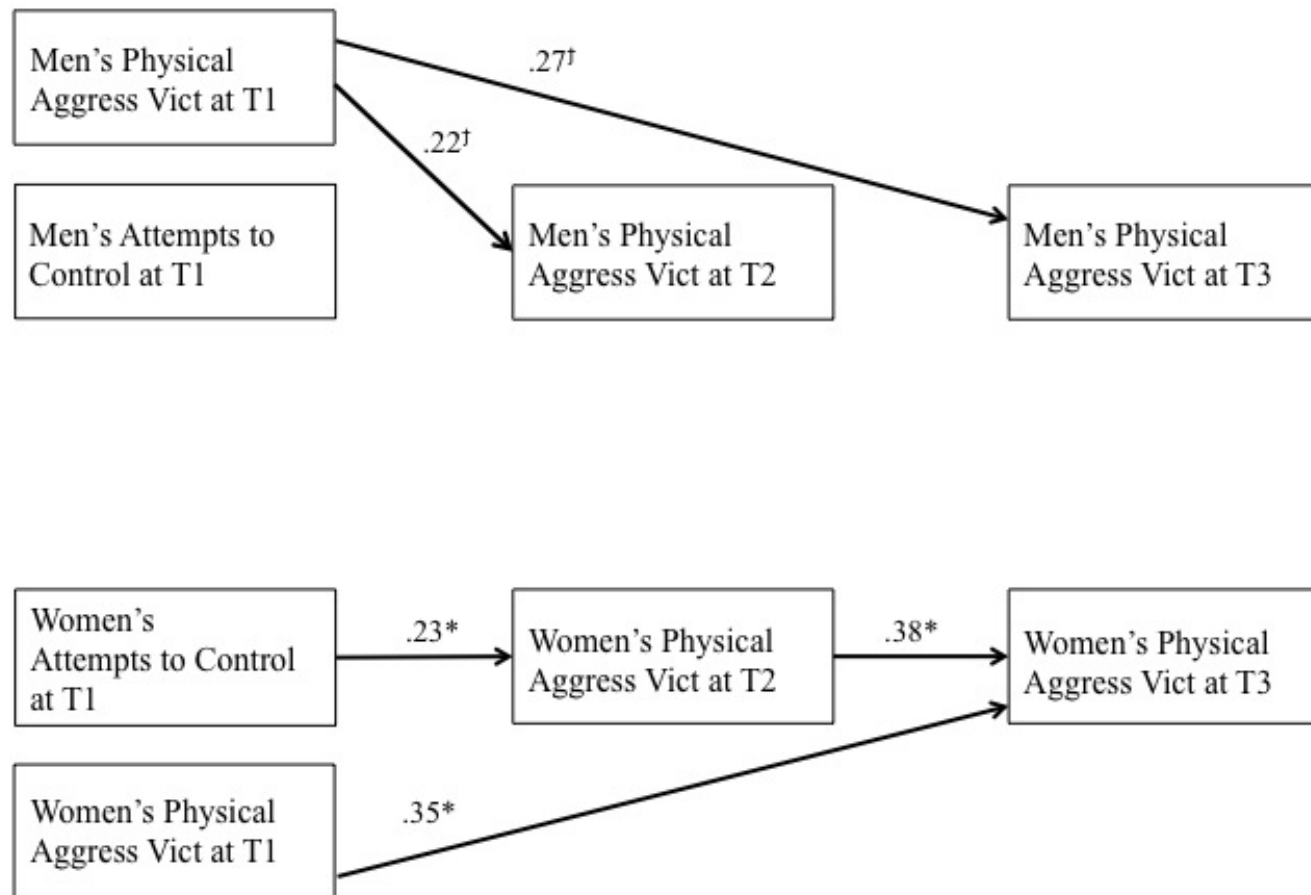 Men’s Physical
Aggress Vict at T1
.27†
.22†
Men’s Attempts to
Control at T1
Men’s Physical
Aggress Vict at T2
Men’s Physical
Aggress Vict at T3
Women’s
Attempts to Control
at T1
.23*
Women’s Physical
Aggress Vict at T2
.38*
Women’s Physical
Aggress Vict at T3
Women’s Physical
Aggress Vict at T1
.35*